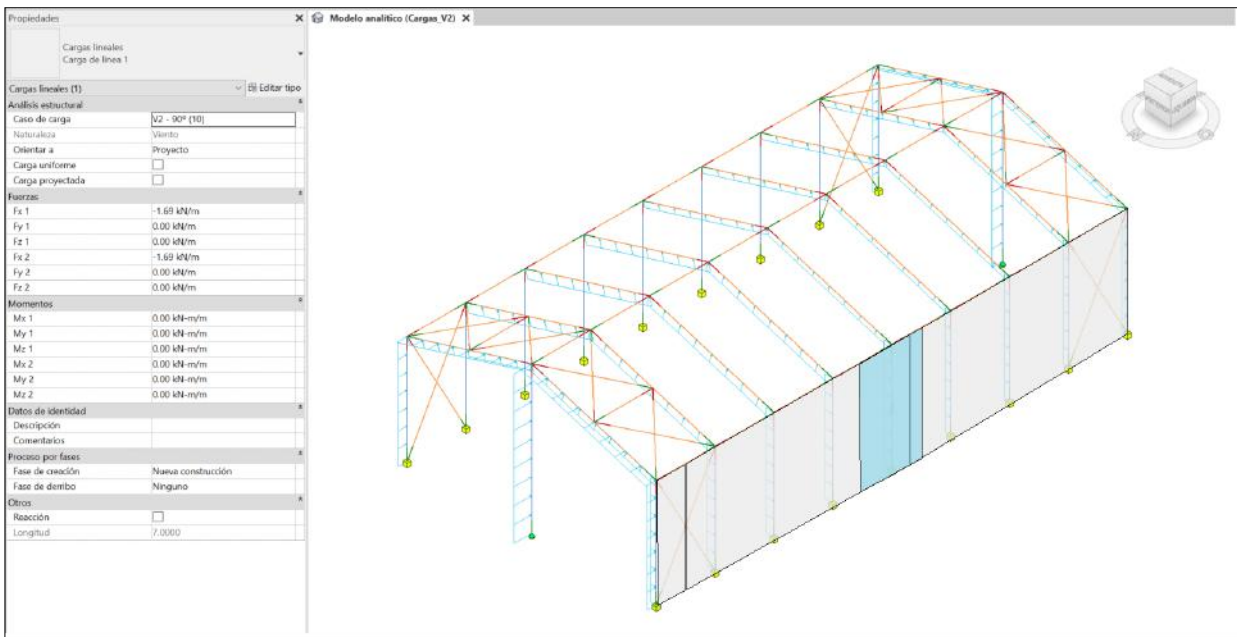 Propiedades
Modelo analítico (Cargas_V2)
Cargas lineales
Carga de línea 1
Cargas lineales (1)
Editar tipo
Análisis estructural
Caso de carga V2 - 90º (10)
Naturaleza Viento
Orientar a Proyecto
Carga uniforme
Carga proyectada
Fuerzas
Fx 1 -1.69 kN/m
Fy 1 0.00 kN/m
Fz 1 0.00 kN/m
Fx 2 -1.69 kN/m
Fy 2 0.00 kN/m
Fz 2 0.00 kN/m
Momentos
Mx 1 0.00 kN-m/m
My 1 0.00 kN-m/m
Mz 1 0.00 kN-m/m
Mx 2 0.00 kN-m/m
My 2 0.00 kN-m/m
Mz 2 0.00 kN-m/m
Datos de identidad
Descripción
Comentarios
Proceso por fases
Fase de creación Nueva construcción
Fase de derribo Ninguno
Otros
Reacción
Longitud 7.0000